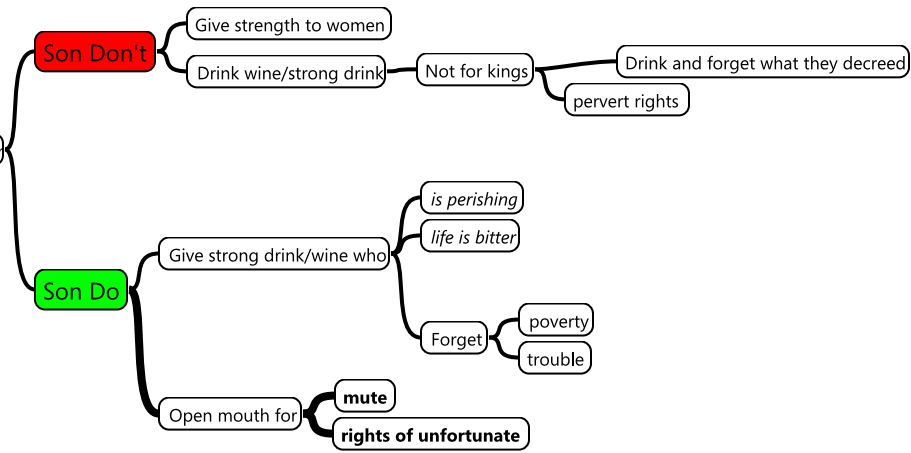 Son Don't
Give strength to women
Drink wine/strong drink
Not for kings
Drink and forget what they decreed
pervert rights
Son Do
Give strong drink/wine who
is perishing
life is bitter
Forget
poverty
trouble
Open mouth for
mute
rights of unfortunate